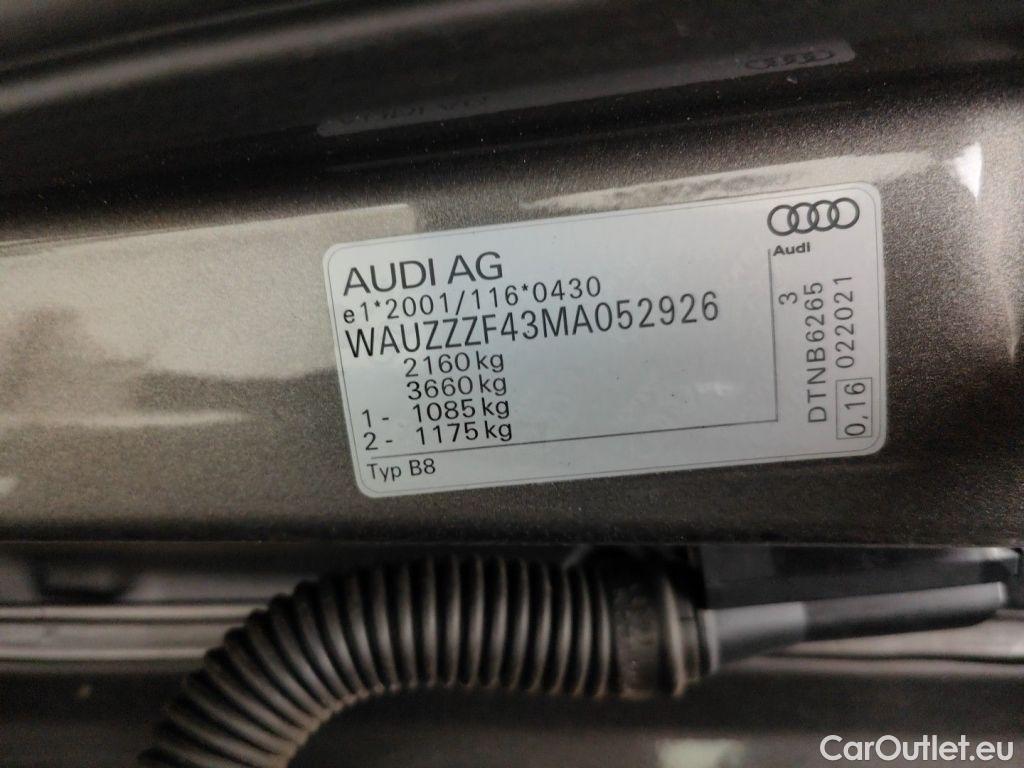 AUDI AG
e1*2001/116*0430
WAUZZZF43MA052926
2160 kg
3660 kg
1 - 1085 kg
2 - 1175 kg
Typ B8
Audi
3
DTNB6265
0,16 022021
CarOutlet.eu